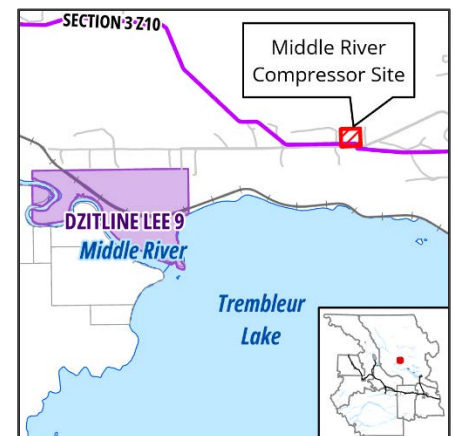 SECTION 3 Z10
Middle River
Compressor Site
DZITLINE LEE 9
Middle River
Trembleur
Lake